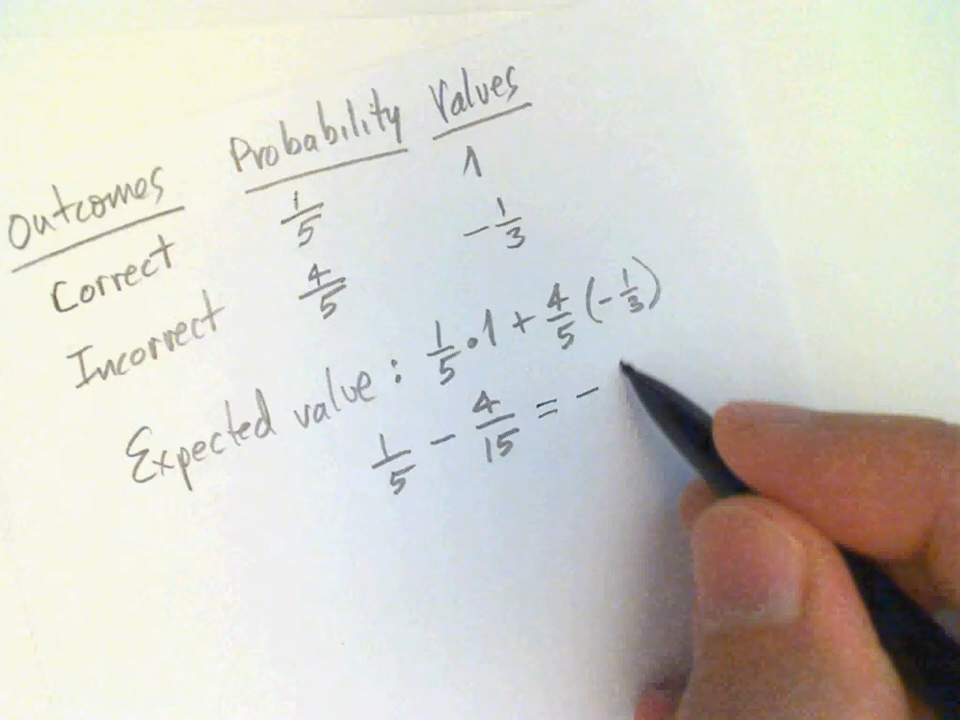 Outcomes Probability Values
Correct 1/5 1
Incorrect 4/5 -1/3
Expected value: 1/5 • 1 + 4/5 (-1/3)
1/5 - 4/15 = -